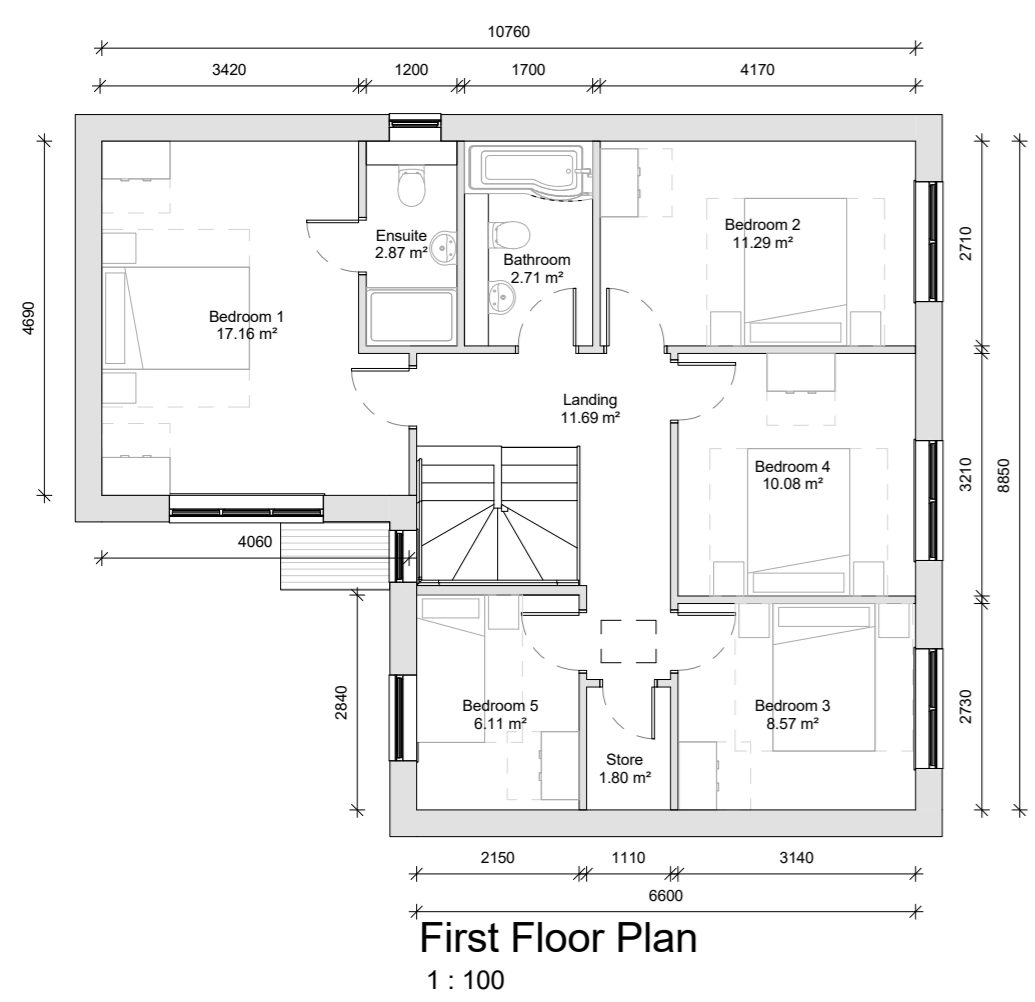 10760
3420
1200
1700
4170
Ensuite
2.87 m²
Bathroom
2.71 m²
Bedroom 2
11.29 m²
2710
4690
Bedroom 1
17.16 m²
Landing
11.69 m²
Bedroom 4
10.08 m²
3210
8850
4060
2840
Bedroom 5
6.11 m²
Store
1.80 m²
Bedroom 3
8.57 m²
2730
2150
1110
3140
6600
First Floor Plan
1 : 100